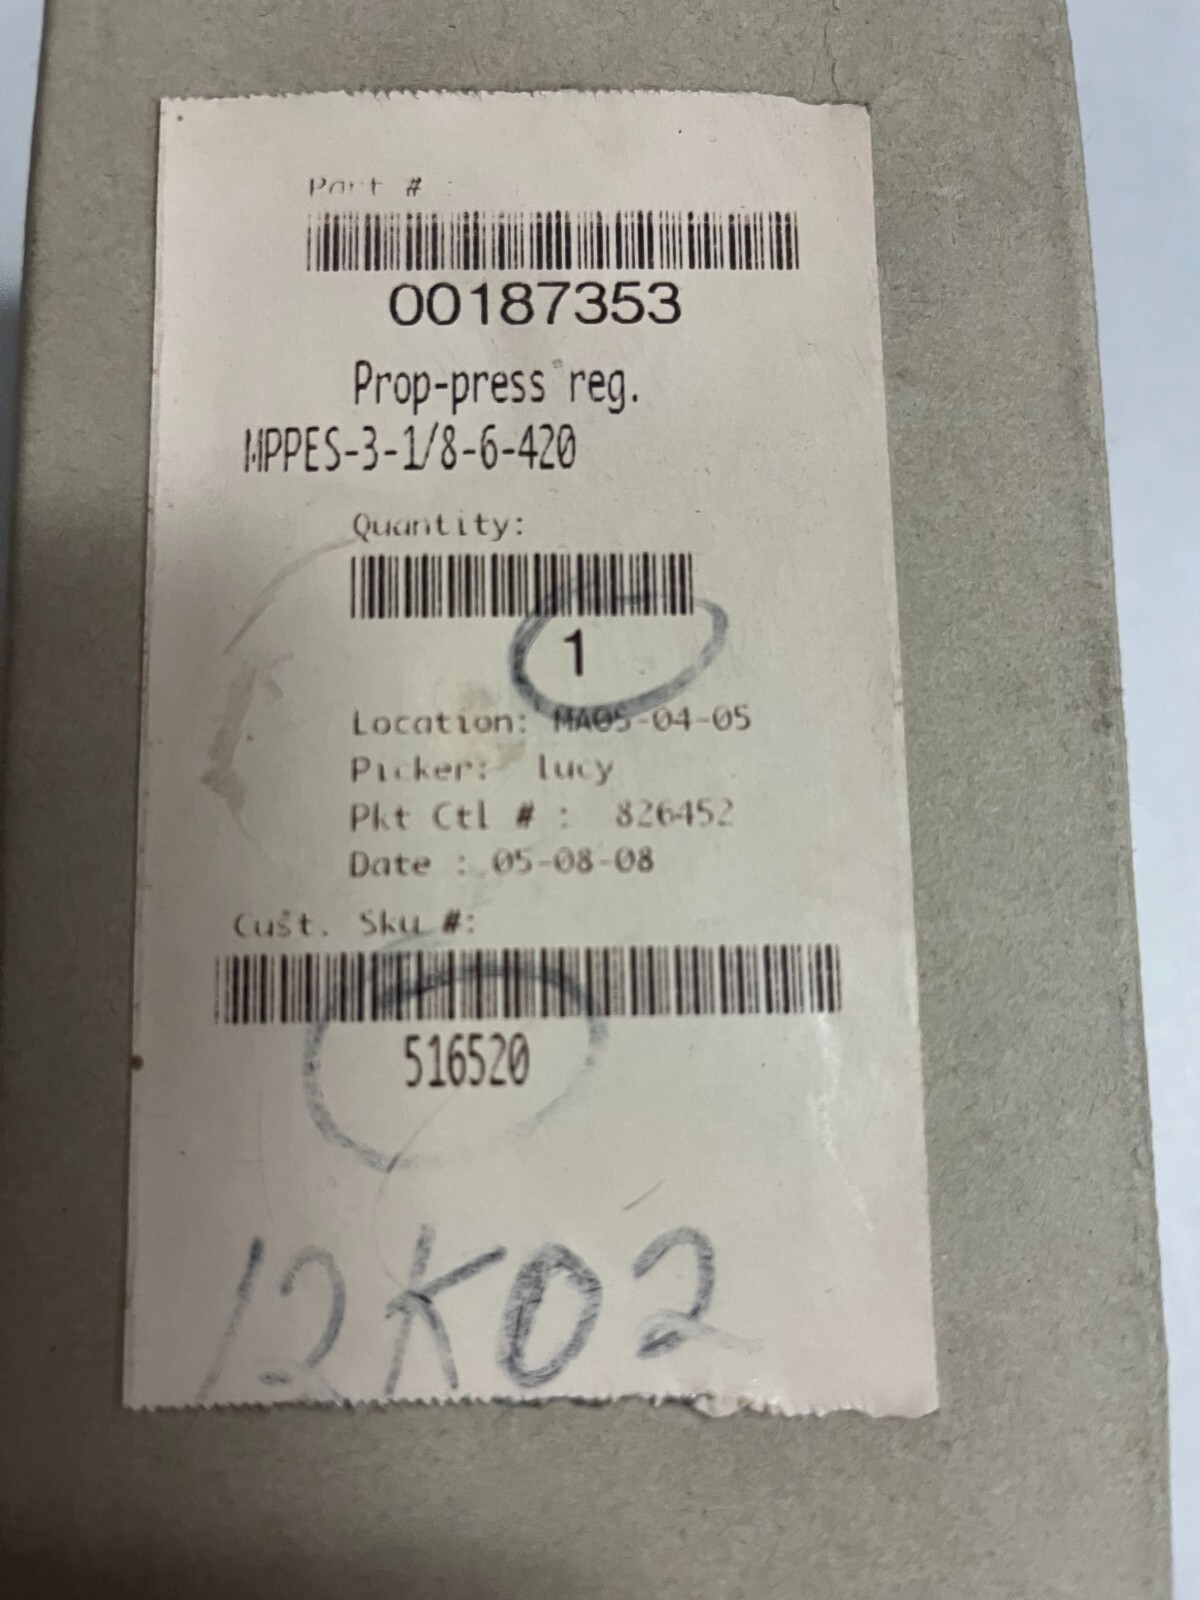 Part # :
00187353
Prop-press reg.
MPPES-3-1/8-6-420
Quantity:
1
Location: MA05-04-05
Picker: lucy
Pkt Ctl # : 826452
Date : 05-08-08
Cust. Sku #:
516520
12K02